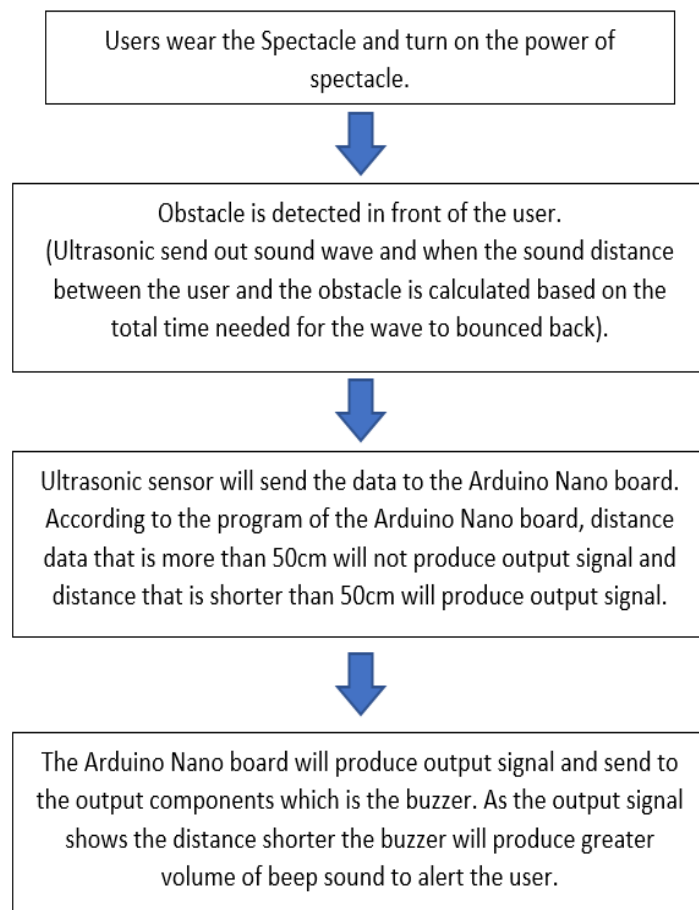 Users wear the Spectacle and turn on the power of
spectacle.
Obstacle is detected in front of the user.
(Ultrasonic send out sound wave and when the sound distance
between the user and the obstacle is calculated based on the
total time needed for the wave to bounced back).
Ultrasonic sensor will send the data to the Arduino Nano board.
According to the program of the Arduino Nano board, distance
data that is more than 50cm will not produce output signal and
distance that is shorter than 50cm will produce output signal.
The Arduino Nano board will produce output signal and send to
the output components which is the buzzer. As the output signal
shows the distance shorter the buzzer will produce greater
volume of beep sound to alert the user.